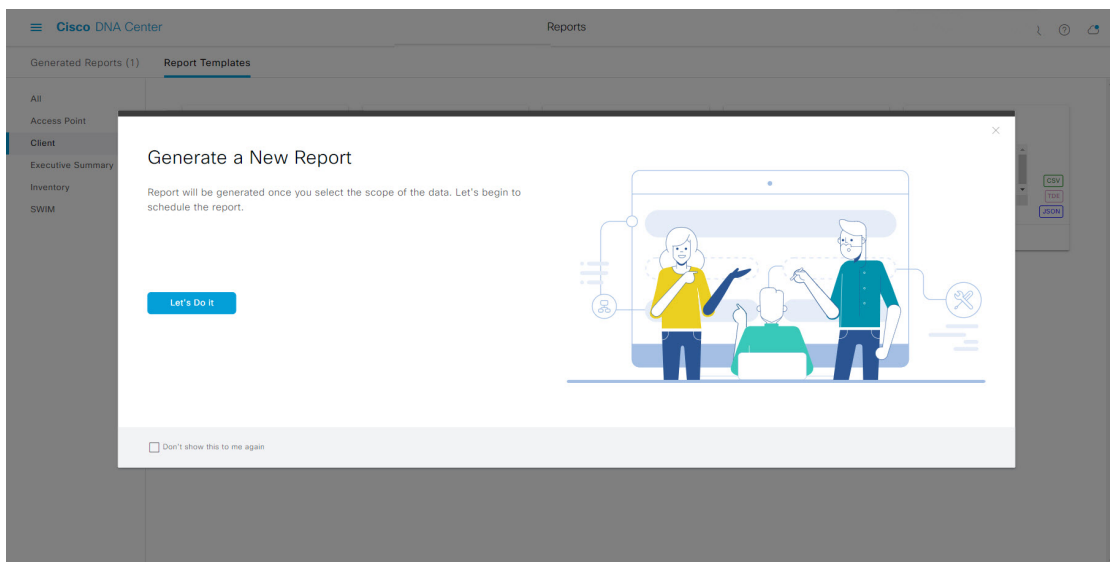 Cisco DNA Center
Reports
Generated Reports (1)
Report Templates
All
Access Point
Client
Executive Summary
Inventory
SWIM
Generate a New Report
Report will be generated once you select the scope of the data. Let's begin to
schedule the report.
Let's Do it
Don't show this to me again
CSV
TDE
JSON